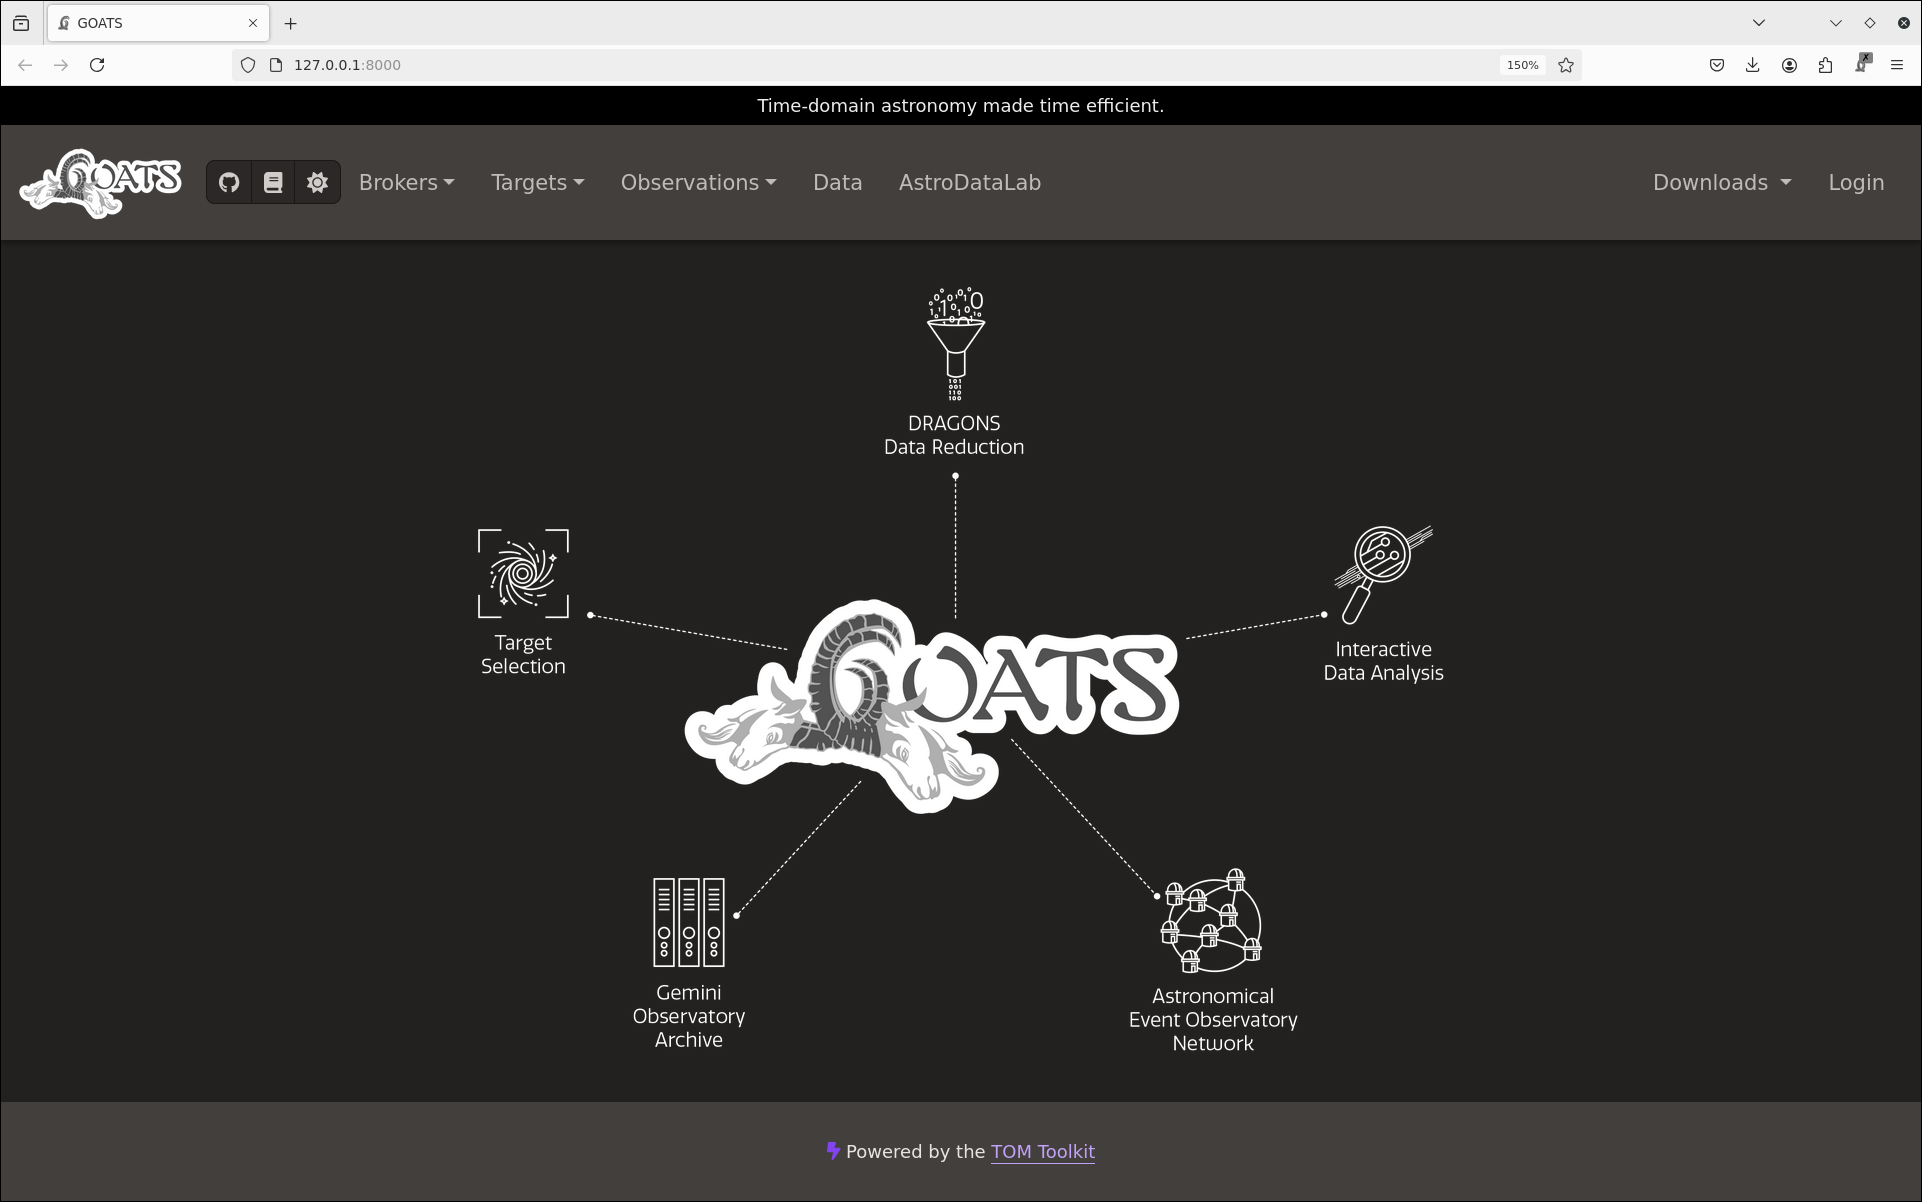 GOATS
127.0.0.1:8000
150%
Time-domain astronomy made time efficient.
GOATS
Brokers
Targets
Observations
Data
AstroDataLab
Downloads
Login
DRAGONS
Data Reduction
Target
Selection
Interactive
Data Analysis
GOATS
Gemini
Observatory
Archive
Astronomical
Event Observatory
Network
Powered by the TOM Toolkit